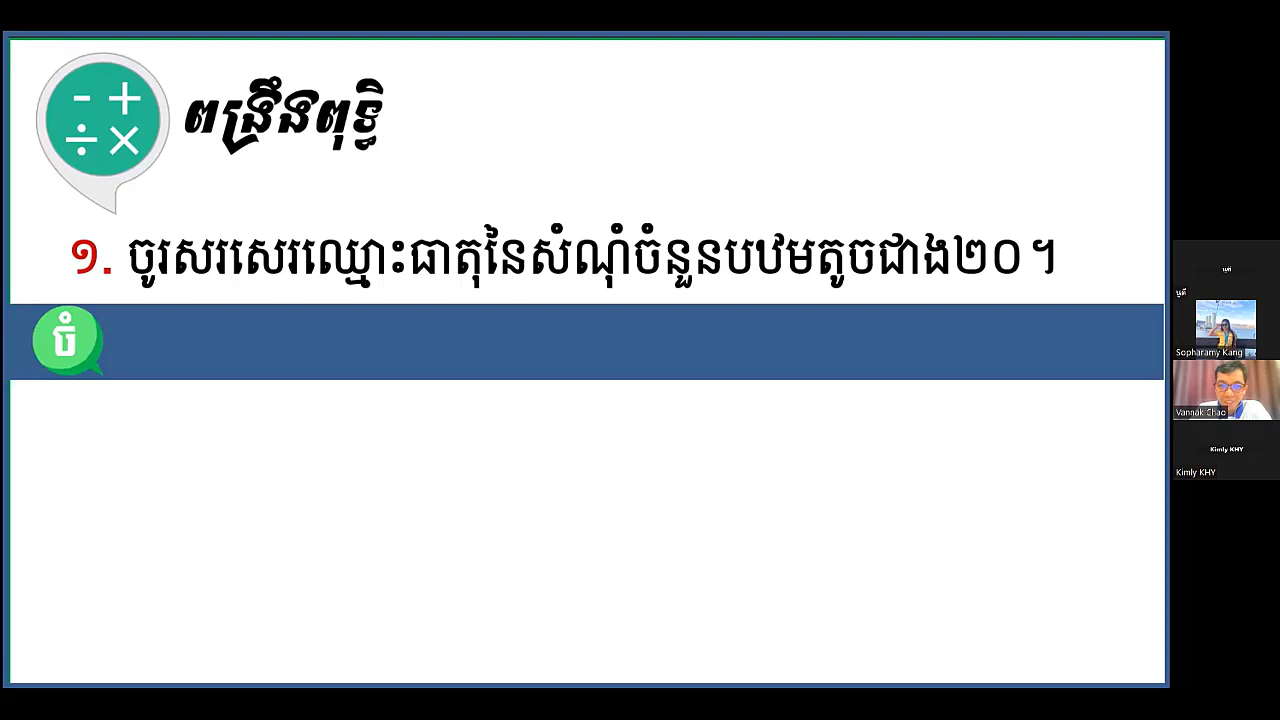 ពង្រឹងពុទ្ធិ
១. ចូរសរសេរឈ្មោះធាតុនៃសំណុំចំនួនបឋមតូចជាង២០។
ចំ
Sopharamy Kang
Vannak Chao
Kimly KHY
Kimly KHY